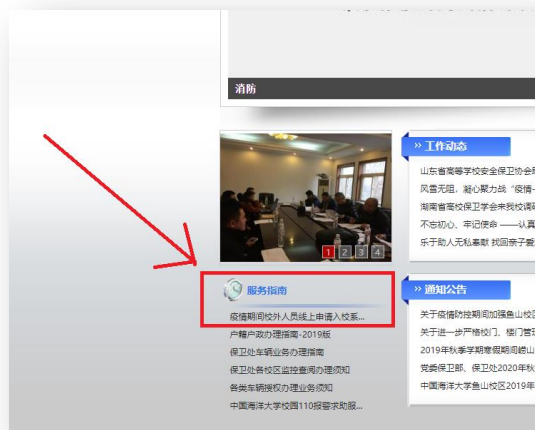 消防
1 2 3 4
» 工作动态
山东省高等学校安全保卫协会
风雪无阻，凝心聚力战“疫情-
湖南省高校保卫学会来我校调研
不忘初心、牢记使命 ——认真
乐于助人无私奉献 找回亲子爱
服务指南
疫情期间校外人员线上申请入校系...
户籍户政办理指南-2019版
保卫处车辆业务办理指南
保卫处各校区监控查阅办理须知
各类车辆授权办理业务须知
中国海洋大学校园110报警求助服...
» 通知公告
关于疫情防控期间加强鱼山校区
关于进一步严格校门、楼门管理
2019年秋季学期寒假期间崂山
党委保卫部、保卫处2020年秋
中国海洋大学鱼山校区2019年